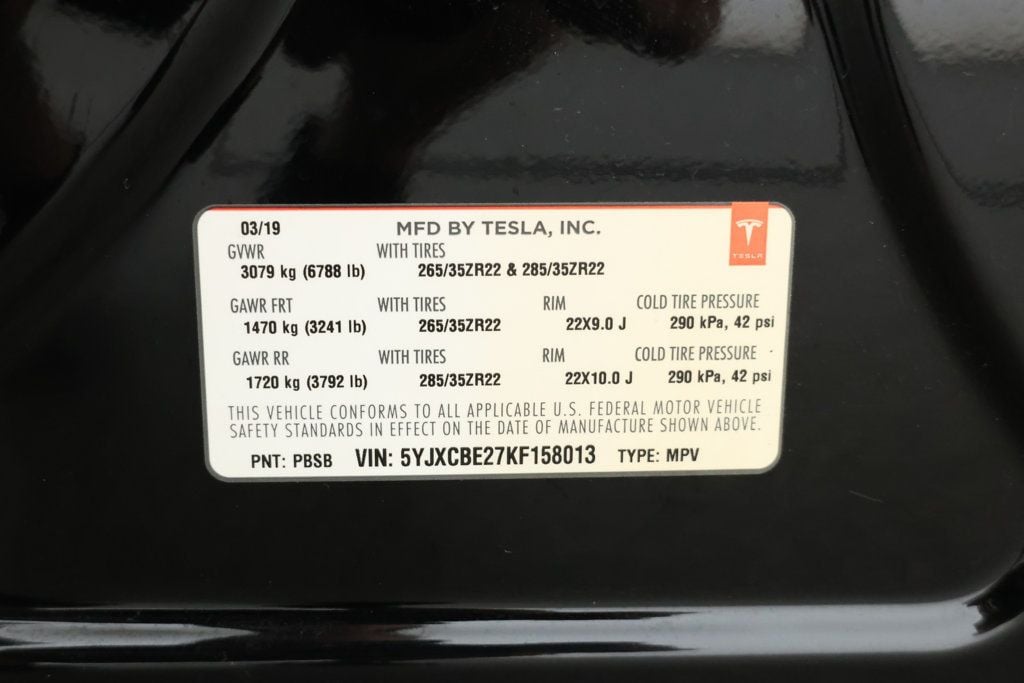 03/19 MFD BY TESLA, INC.
TESLA
GVWR WITH TIRES
3079 kg (6788 lb) 265/35ZR22 & 285/35ZR22
GAWR FRT WITH TIRES RIM COLD TIRE PRESSURE
1470 kg (3241 lb) 265/35ZR22 22X9.0 J 290 kPa, 42 psi
GAWR RR WITH TIRES RIM COLD TIRE PRESSURE
1720 kg (3792 lb) 285/35ZR22 22X10.0 J 290 kPa, 42 psi
THIS VEHICLE CONFORMS TO ALL APPLICABLE U.S. FEDERAL MOTOR VEHICLE
SAFETY STANDARDS IN EFFECT ON THE DATE OF MANUFACTURE SHOWN ABOVE.
PNT: PBSB VIN: 5YJXCBE27KF158013 TYPE: MPV